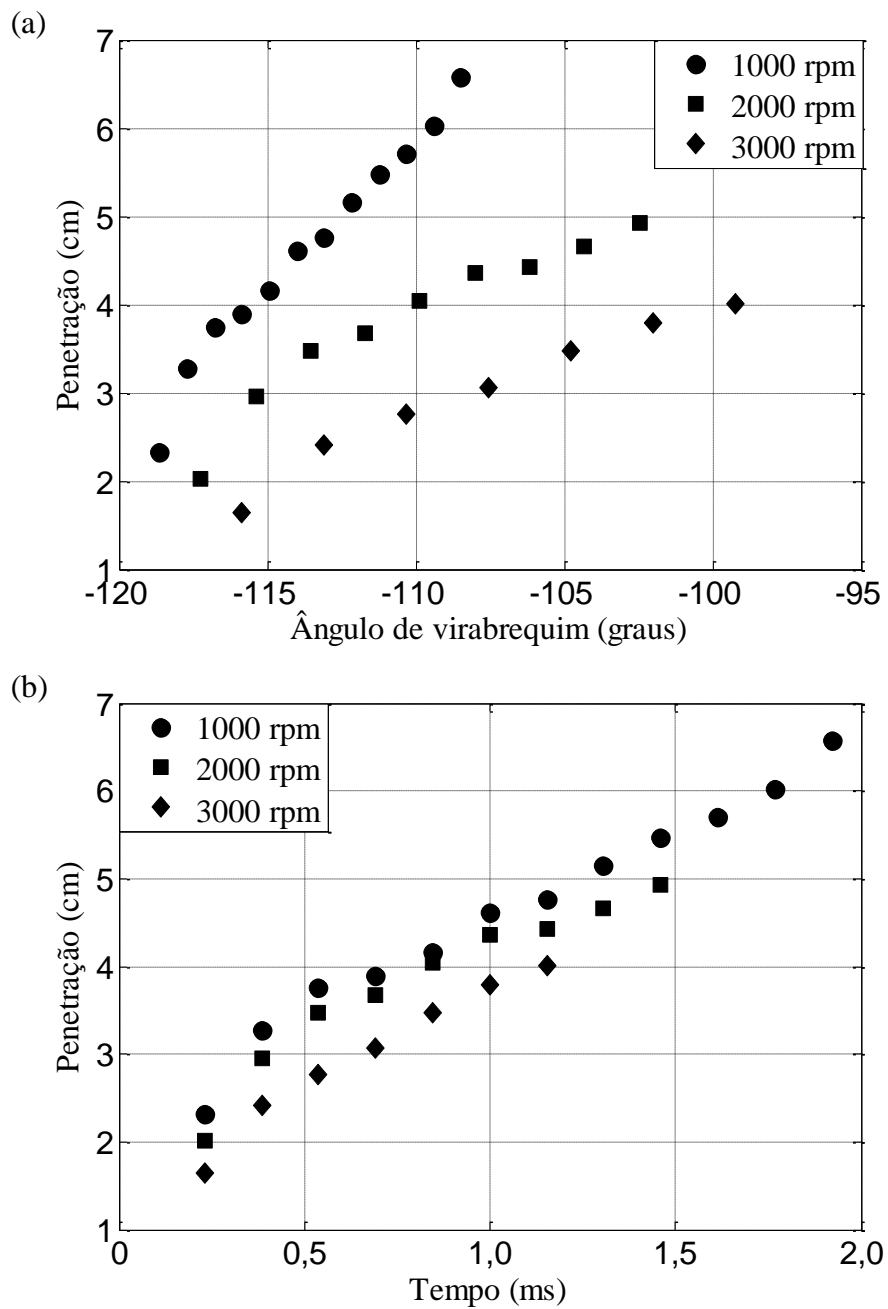 (a)
7
6
5
4
3
2
1
Penetração (cm)
1000 rpm
2000 rpm
3000 rpm
-120 -115 -110 -105 -100 -95
Ângulo de virabrequim (graus)
(b)
7
6
5
4
3
2
1
Penetração (cm)
1000 rpm
2000 rpm
3000 rpm
0 0,5 1,0 1,5 2,0
Tempo (ms)